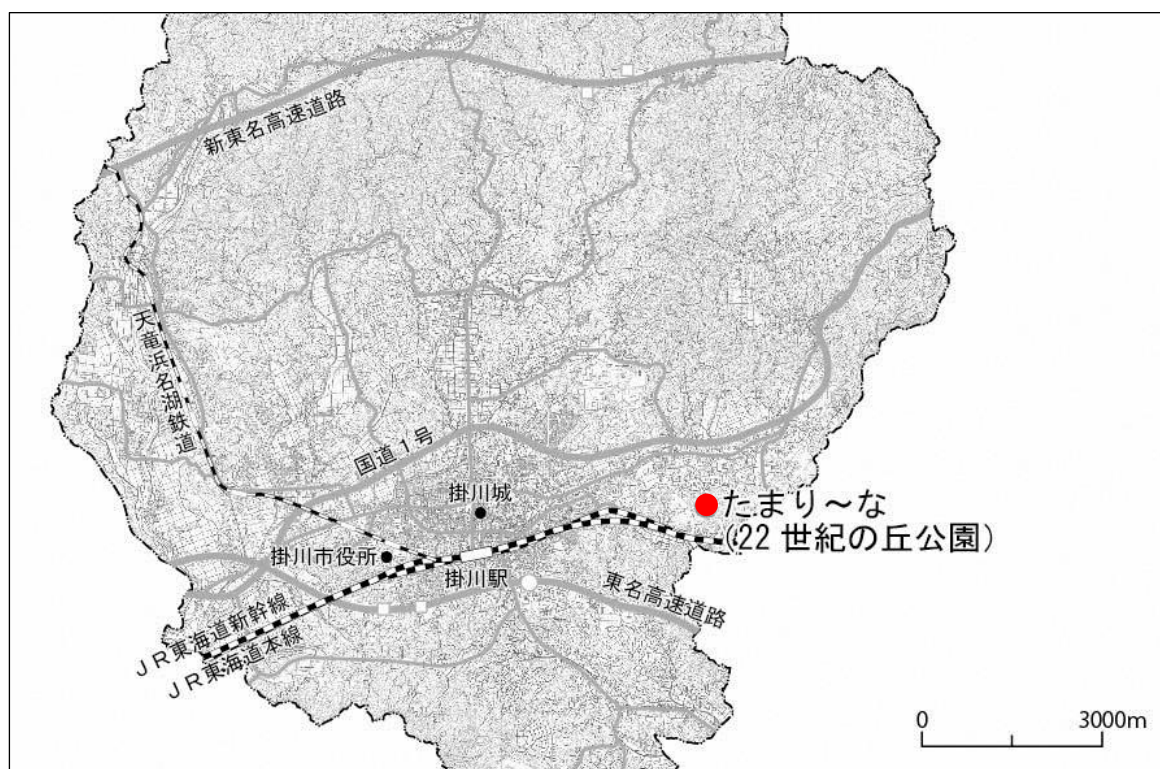 新東名高速道路
天竜浜名湖鉄道
国道1号
掛川城
たまり～な
(22世紀の丘公園)
掛川市役所
掛川駅
東名高速道路
JR東海道新幹線
JR東海道本線
0 3000m